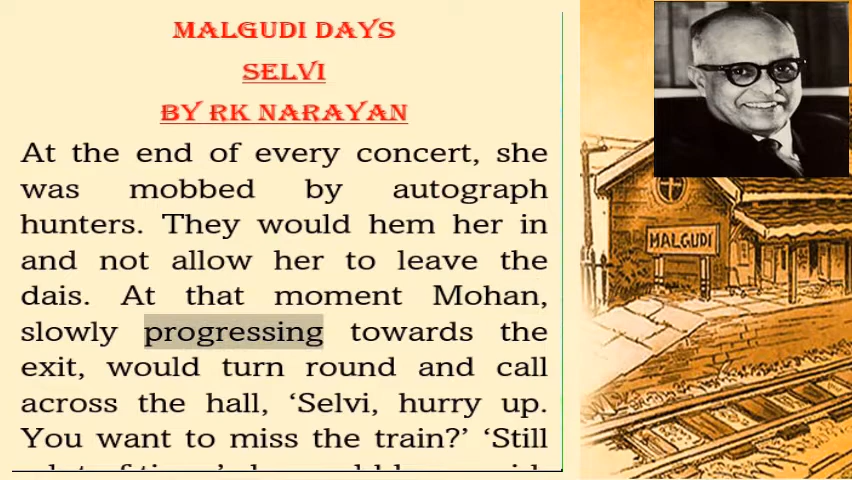 MALGUDI DAYS
SELVI
BY RK NARAYAN
At the end of every concert, she
was mobbed by autograph
hunters. They would hem her in
and not allow her to leave the
dais. At that moment Mohan,
slowly progressing towards the
exit, would turn round and call
across the hall, ‘Selvi, hurry up.
You want to miss the train?’ ‘Still
MALGUDI